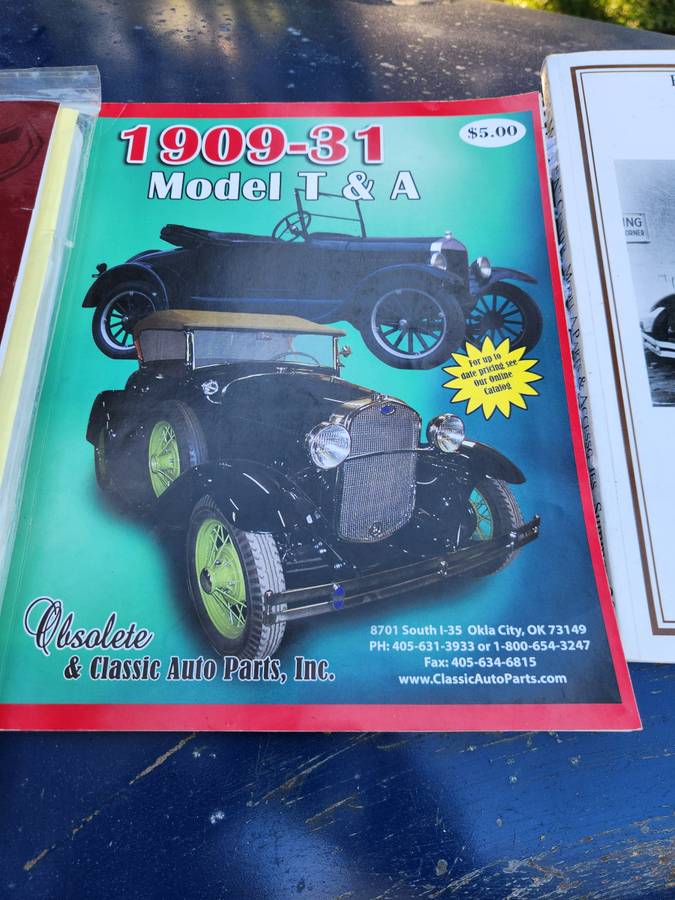 1909-31
$5.00
Model T & A
For up to
date pricing see
Our Online
Catalog
Obsolete
& Classic Auto Parts, Inc.
8701 South I-35 Okla City, OK 73149
PH: 405-631-3933 or 1-800-654-3247
Fax: 405-634-6815
www.ClassicAutoParts.com
ING
ORNER